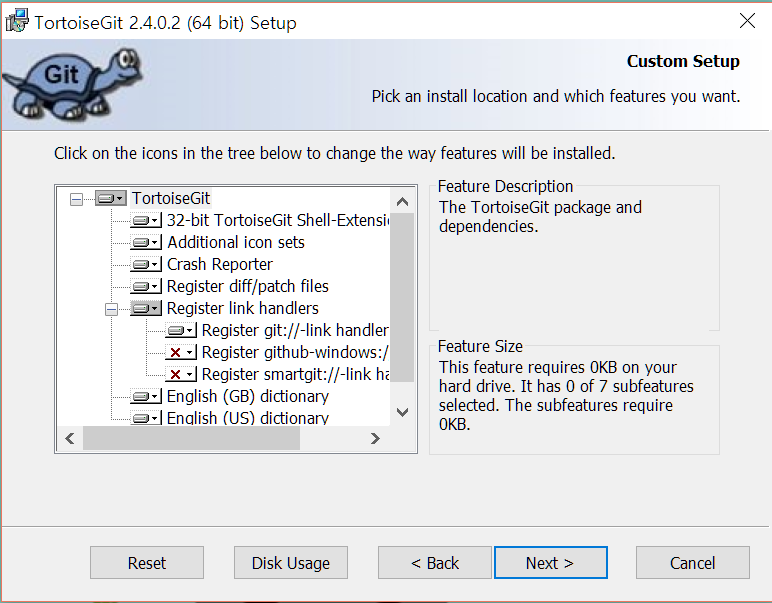 TortoiseGit 2.4.0.2 (64 bit) Setup
Git
Custom Setup
Pick an install location and which features you want.
Click on the icons in the tree below to change the way features will be installed.
TortoiseGit
32-bit TortoiseGit Shell-Extensi
Additional icon sets
Crash Reporter
Register diff/patch files
Register link handlers
Register git://-link handler
Register github-windows:/
Register smartgit://-link ha
English (GB) dictionary
English (US) dictionary
Feature Description
The TortoiseGit package and
dependencies.
Feature Size
This feature requires 0KB on your
hard drive. It has 0 of 7 subfeatures
selected. The subfeatures require
0KB.
Reset
Disk Usage
< Back
Next >
Cancel